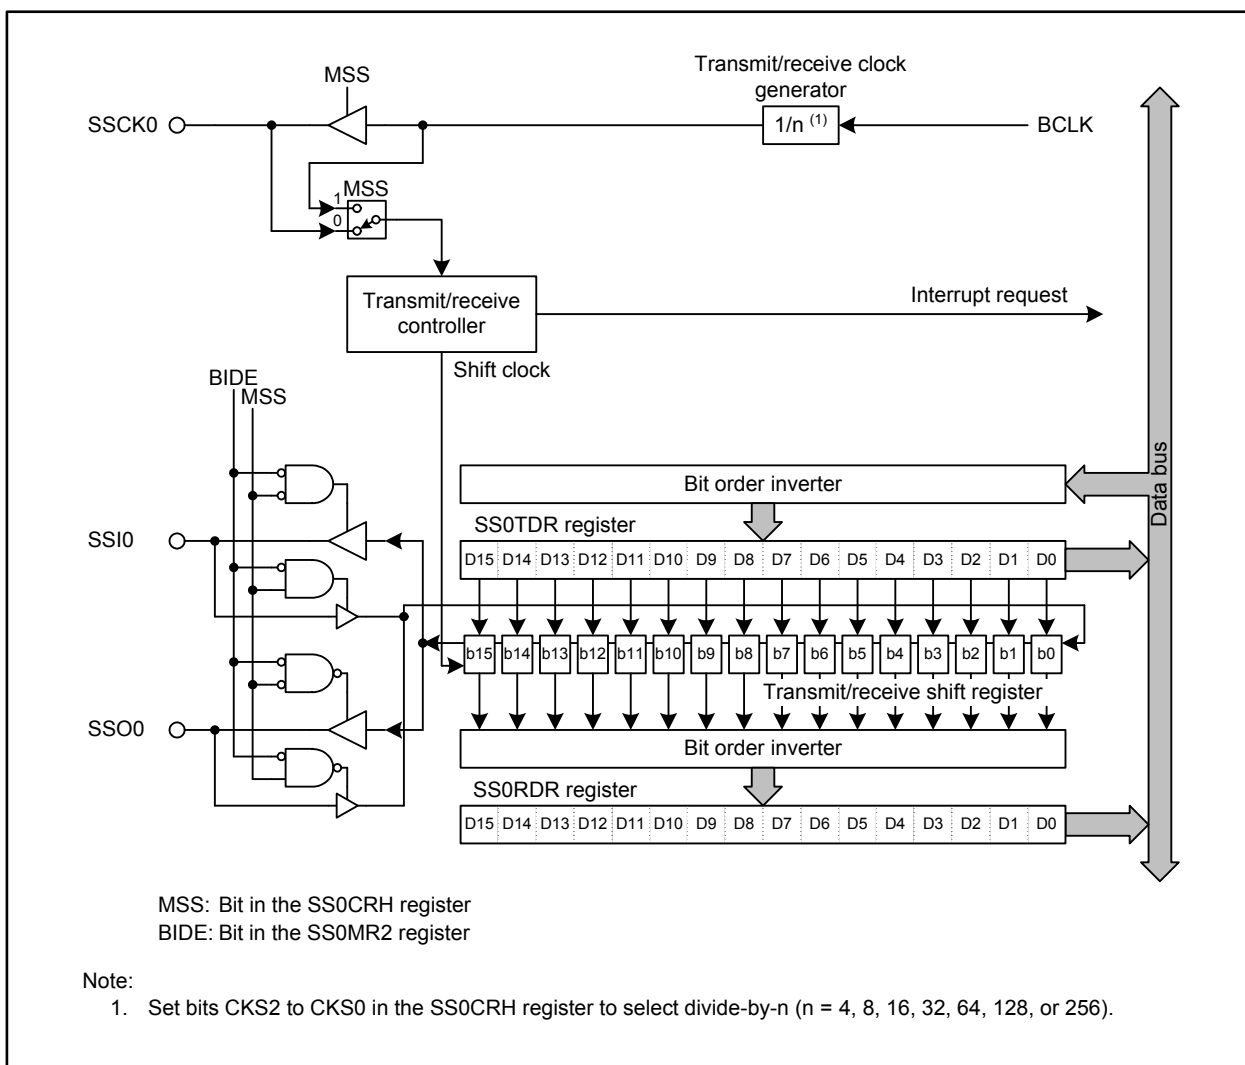 Transmit/receive clock
generator
MSS
SSCK0
1/n (1)
BCLK
MSS
1
0
Transmit/receive
controller
Interrupt request
Shift clock
BIDE
MSS
Data bus
Bit order inverter
SS0TDR register
SSI0
D15 D14 D13 D12 D11 D10 D9 D8 D7 D6 D5 D4 D3 D2 D1 D0
b15 b14 b13 b12 b11 b10 b9 b8 b7 b6 b5 b4 b3 b2 b1 b0
Transmit/receive shift register
SSO0
Bit order inverter
SS0RDR register
D15 D14 D13 D12 D11 D10 D9 D8 D7 D6 D5 D4 D3 D2 D1 D0
MSS: Bit in the SS0CRH register
BIDE: Bit in the SS0MR2 register
Note:
1. Set bits CKS2 to CKS0 in the SS0CRH register to select divide-by-n (n = 4, 8, 16, 32, 64, 128, or 256).